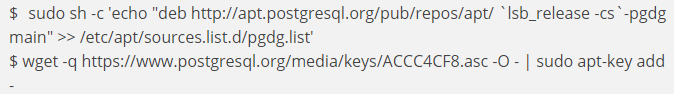 $  sudo sh -c 'echo "deb http://apt.postgresql.org/pub/repos/apt/ `lsb_release -cs`-pgdg
main" >> /etc/apt/sources.list.d/pgdg.list'
$ wget -q https://www.postgresql.org/media/keys/ACCC4CF8.asc -O - | sudo apt-key add
-